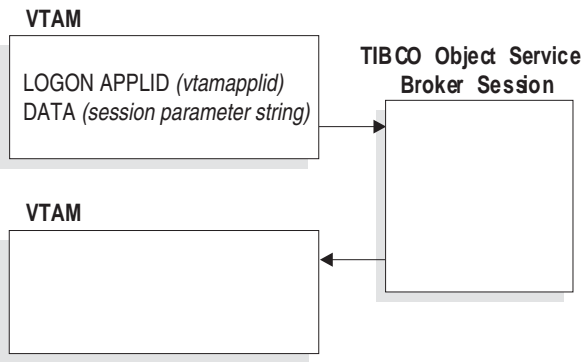 VTAM
LOGON APPLID (vtamapplid)
DATA (session parameter string)
TIBCO Object Service
Broker Session
VTAM